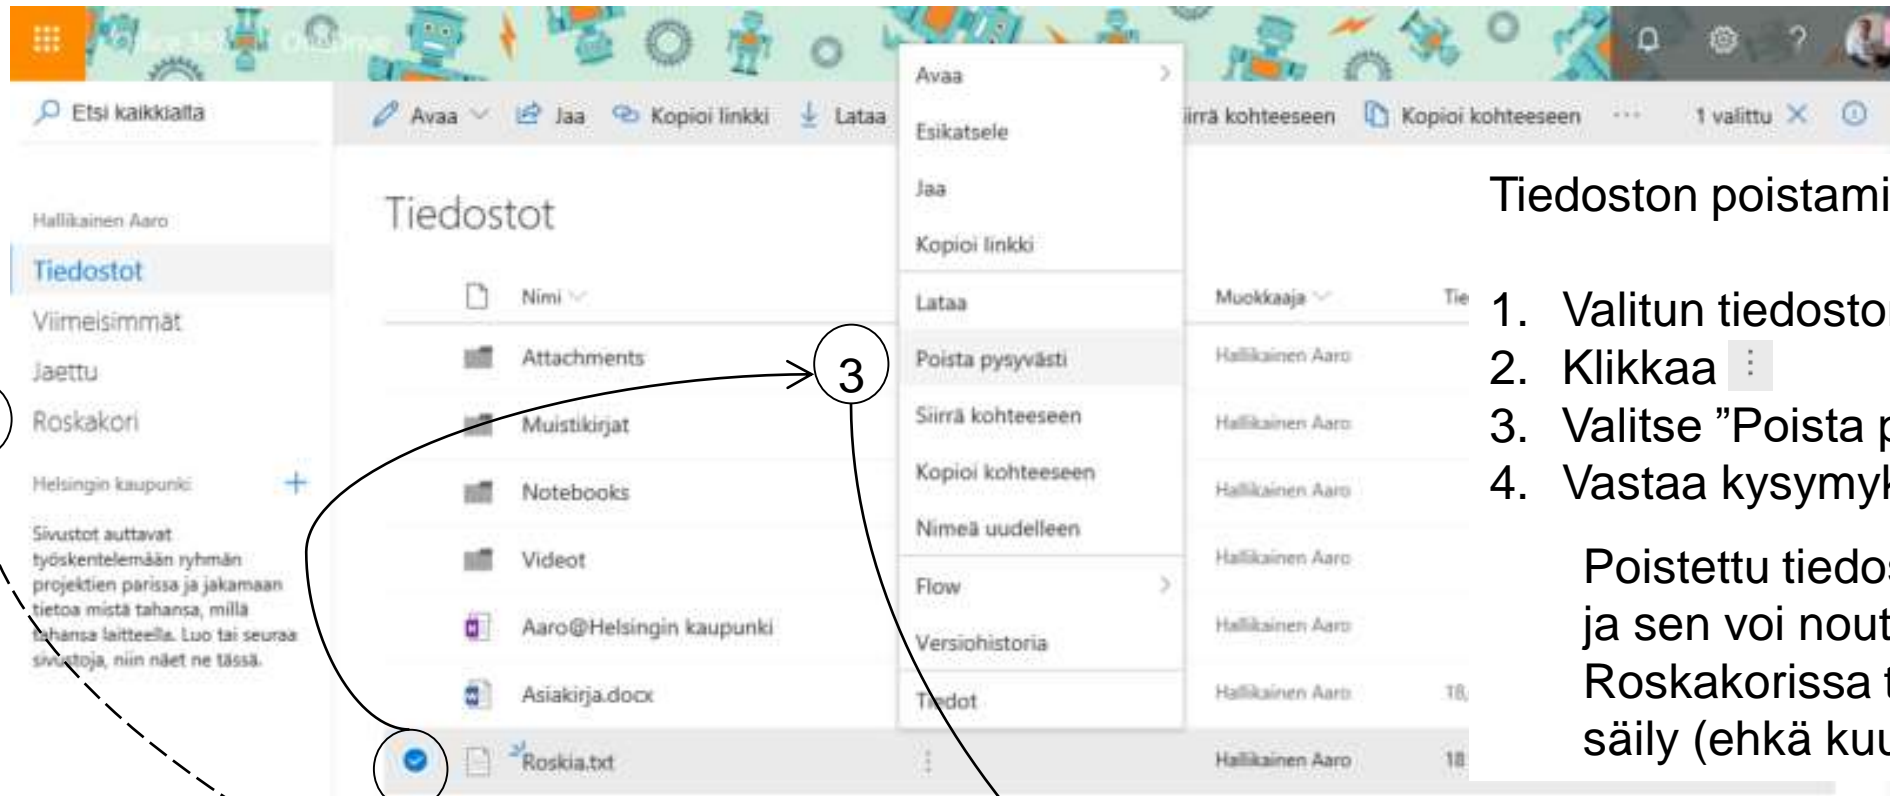 Etsi kaikkialta
Avaa Jaa Kopioi linkki Lataa irrä kohteeseen Kopioi kohteeseen ... 1 valittu
Hallikainen Aaro
Tiedostot
Viimeisimmät
Jaettu
Roskakori
Helsingin kaupunki
Sivustot auttavat
työskentelemään ryhmän
projektien parissa ja jakamaan
tietoa mistä tahansa, millä
tahansa laitteella. Luo tai seuraa
sivustoja, niin näet ne tässä.
Tiedostot
Nimi Muokkaaja Tie
Attachments Hallikainen Aaro
Muistikirjat Hallikainen Aaro
Notebooks Hallikainen Aaro
Videot Hallikainen Aaro
Aaro@Helsingin kaupunki Hallikainen Aaro
Asiakirja.docx Hallikainen Aaro 18.
Roskia.txt Hallikainen Aaro 18
Avaa
Esikatsele
Jaa
Kopioi linkki
Lataa
Poista pysyvästi
Siirrä kohteeseen
Kopioi kohteeseen
Nimeä uudelleen
Flow
Versiohistoria
Tiedot
3
Tiedoston poistami
1. Valitun tiedosto
2. Klikkaa
3. Valitse ”Poista p
4. Vastaa kysymyk
Poistettu tiedos
ja sen voi nout
Roskakorissa t
säily (ehkä kuu